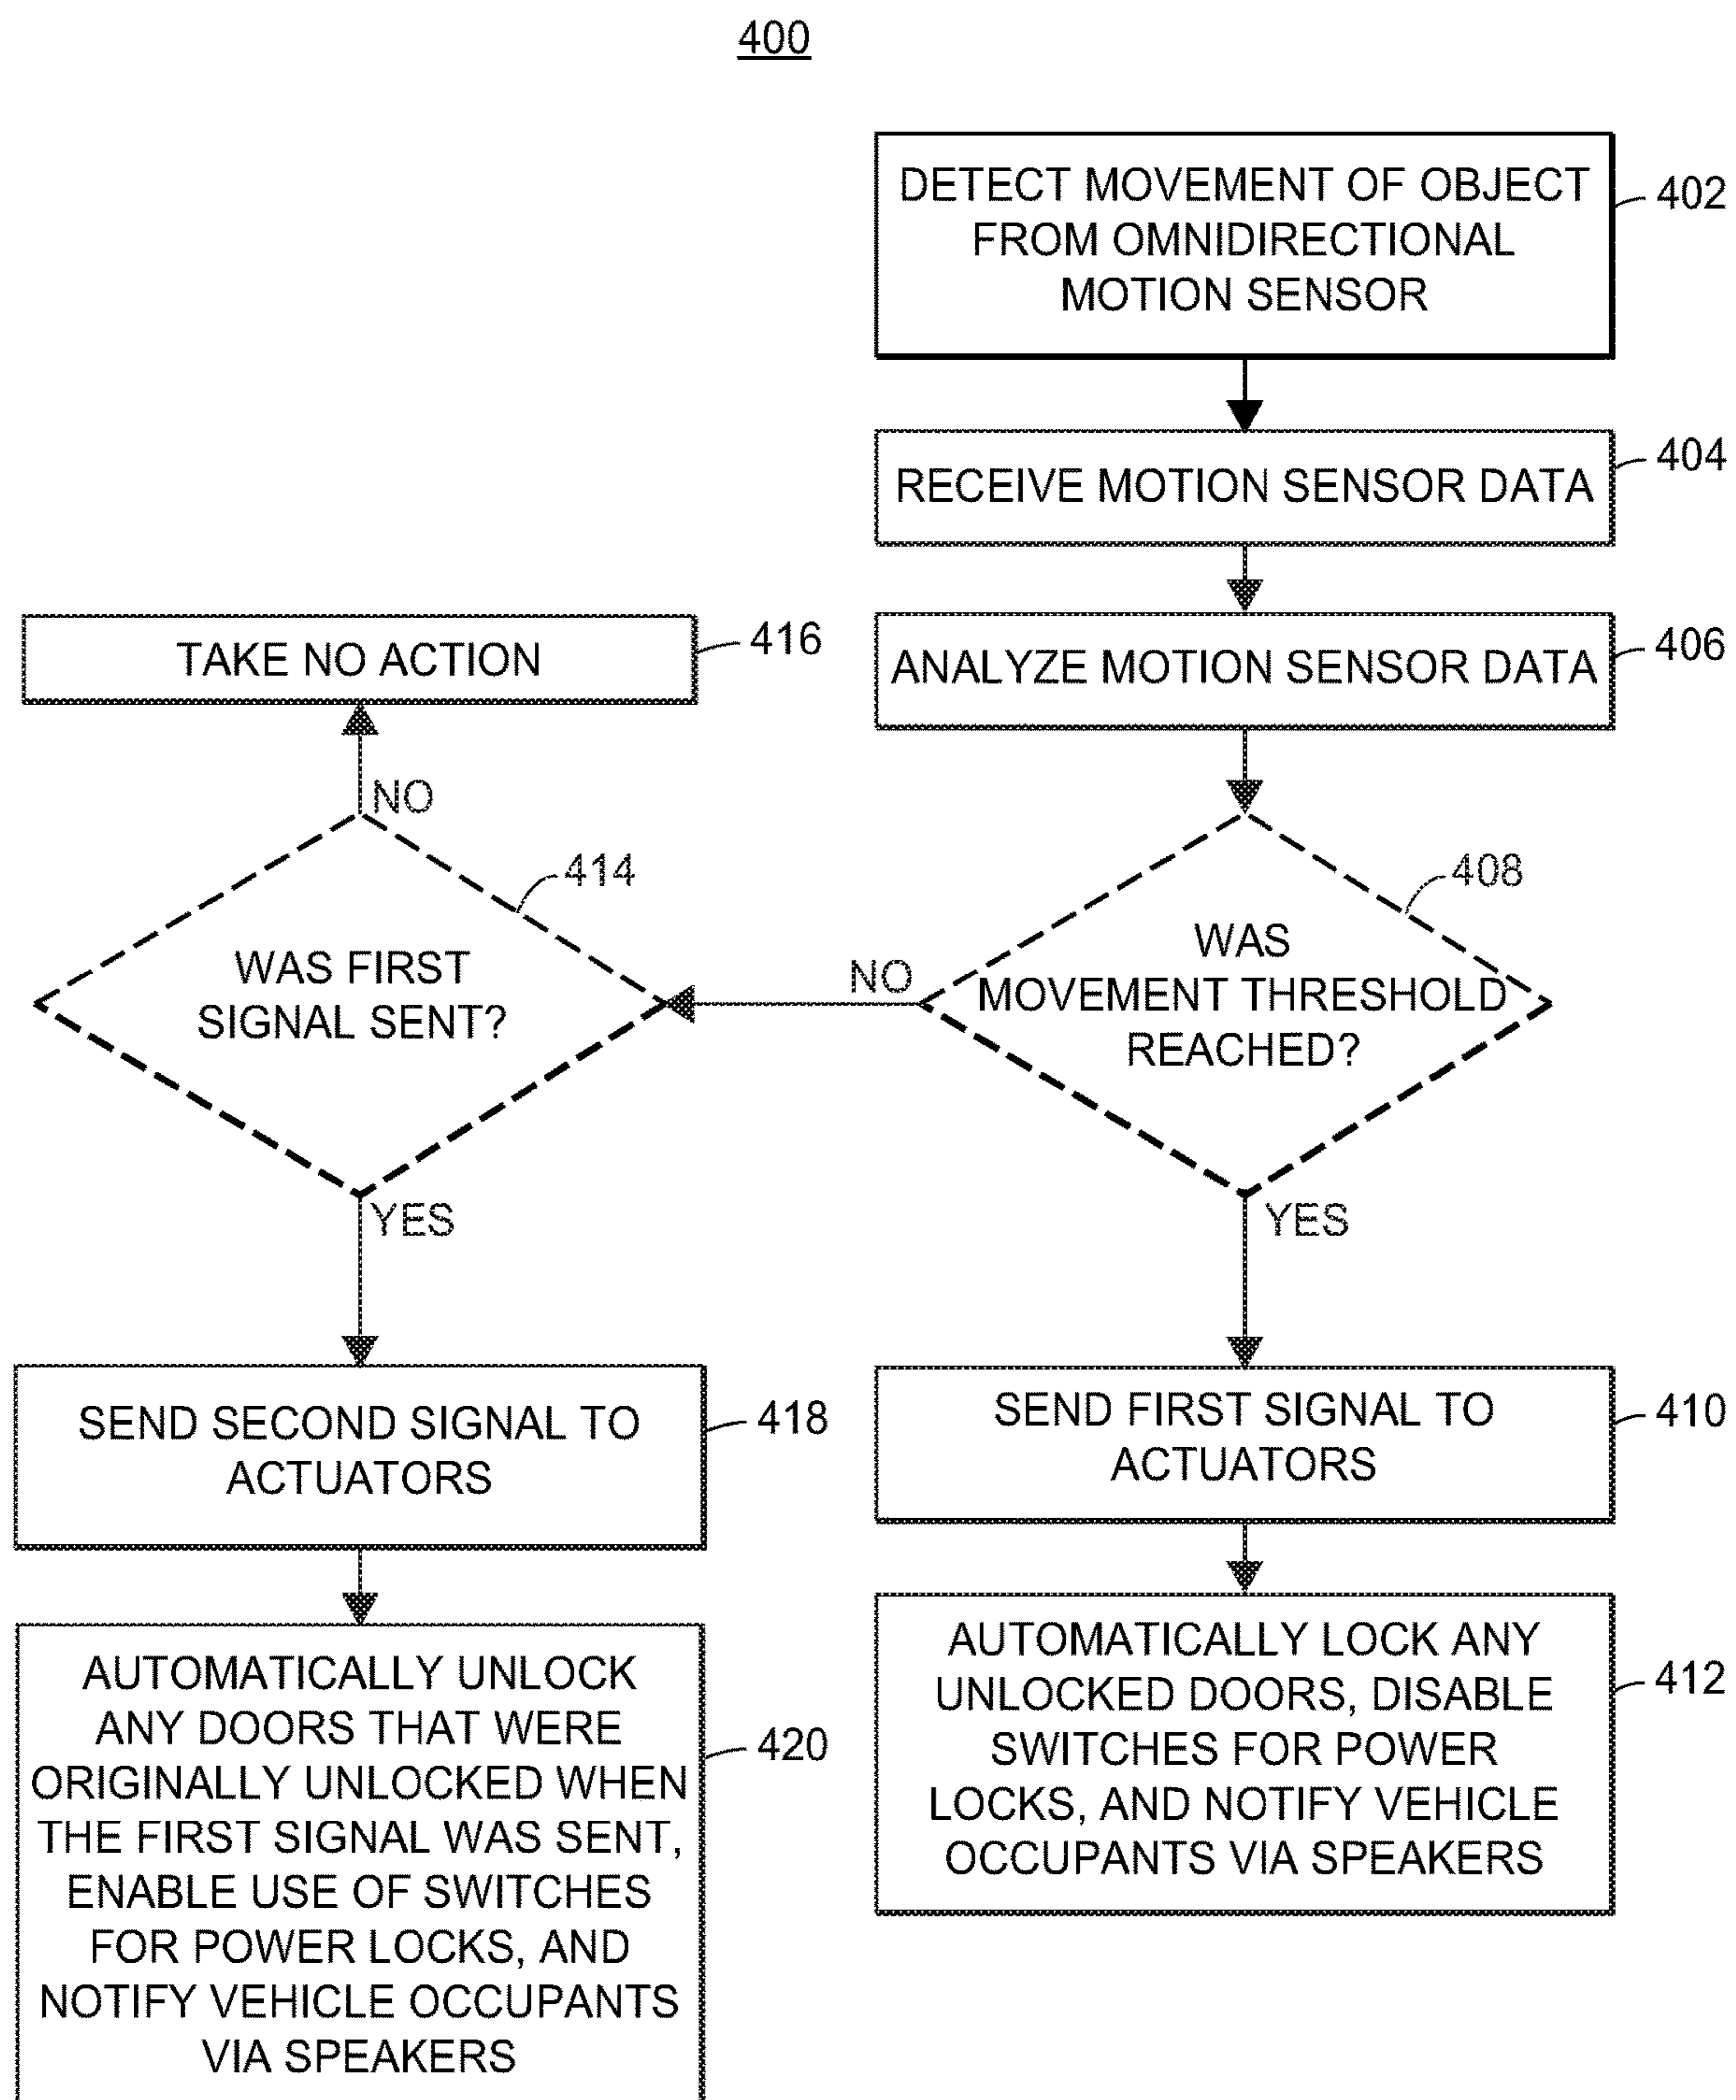 400
DETECT MOVEMENT OF OBJECT
FROM OMNIDIRECTIONAL
MOTION SENSOR
402
RECEIVE MOTION SENSOR DATA
404
ANALYZE MOTION SENSOR DATA
406
TAKE NO ACTION
416
NO
414
WAS FIRST
SIGNAL SENT?
YES
NO
408
WAS
MOVEMENT THRESHOLD
REACHED?
YES
SEND SECOND SIGNAL TO
ACTUATORS
418
SEND FIRST SIGNAL TO
ACTUATORS
410
AUTOMATICALLY UNLOCK
ANY DOORS THAT WERE
ORIGINALLY UNLOCKED WHEN
THE FIRST SIGNAL WAS SENT,
ENABLE USE OF SWITCHES
FOR POWER LOCKS, AND
NOTIFY VEHICLE OCCUPANTS
VIA SPEAKERS
420
AUTOMATICALLY LOCK ANY
UNLOCKED DOORS, DISABLE
SWITCHES FOR POWER
LOCKS, AND NOTIFY VEHICLE
OCCUPANTS VIA SPEAKERS
412